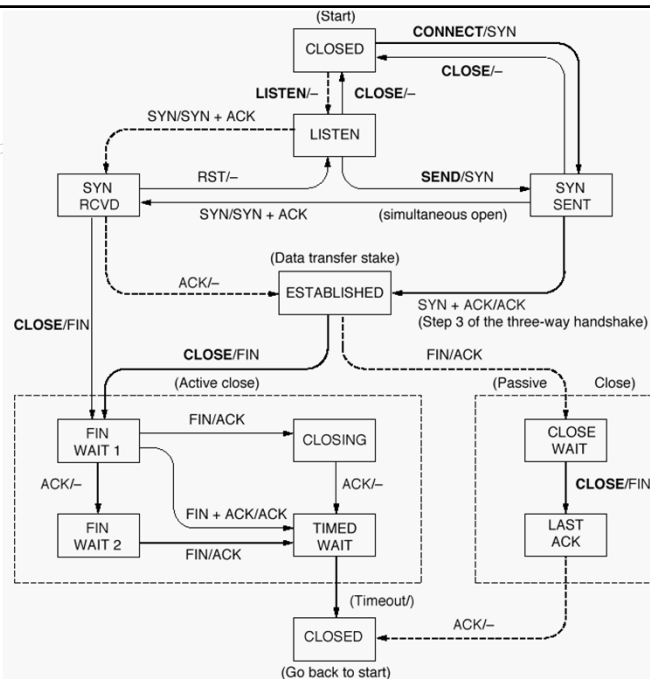 (Start)
CONNECT/SYN
CLOSED
CLOSE/–
LISTEN/–
CLOSE/–
SYN/SYN + ACK
LISTEN
SYN
RCVD
RST/–
SEND/SYN
SYN
SENT
SYN/SYN + ACK
(simultaneous open)
(Data transfer stake)
ACK/–
ESTABLISHED
SYN + ACK/ACK
(Step 3 of the three-way handshake)
CLOSE/FIN
CLOSE/FIN
FIN/ACK
(Active close)
(Passive Close)
FIN
WAIT 1
FIN/ACK
CLOSING
CLOSE
WAIT
ACK/–
ACK/–
CLOSE/FIN
FIN + ACK/ACK
FIN
WAIT 2
FIN/ACK
TIMED
WAIT
LAST
ACK
(Timeout/)
CLOSED
ACK/–
(Go back to start)